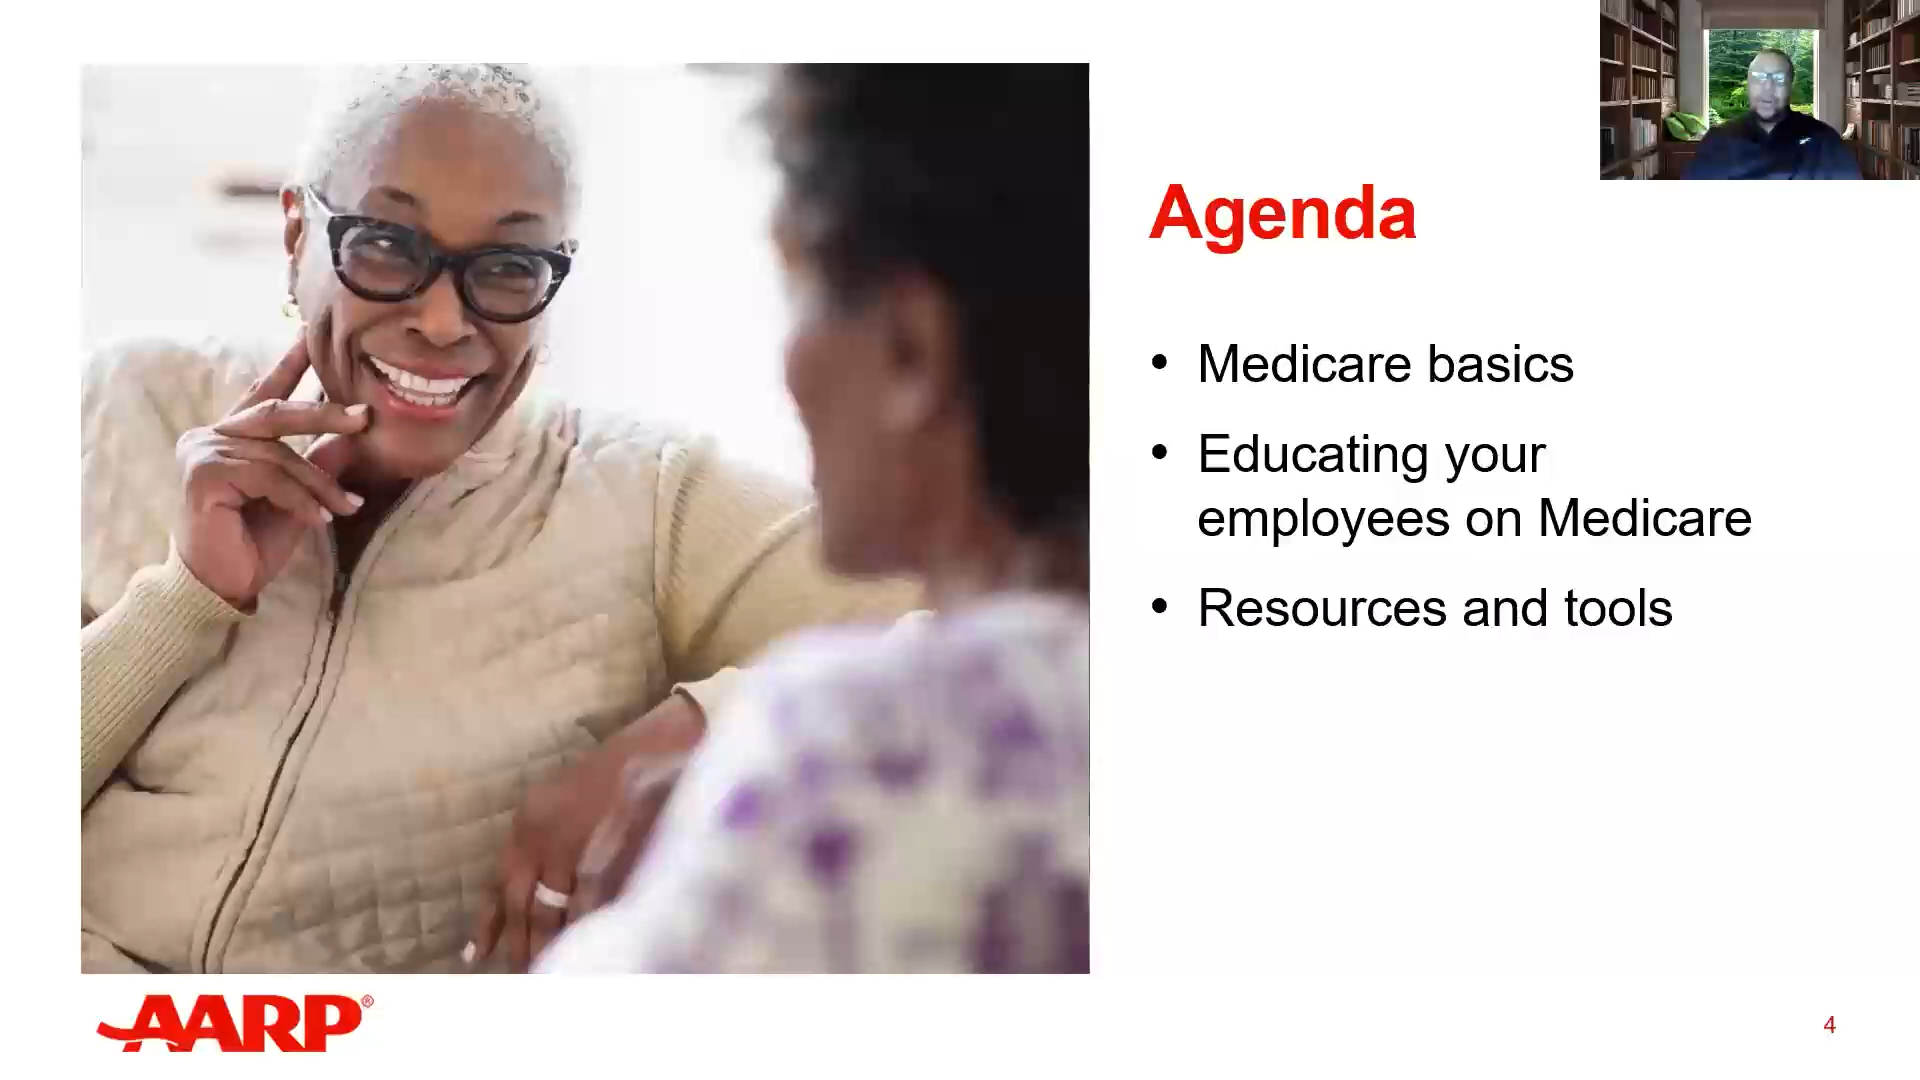 Agenda
• Medicare basics
• Educating your
employees on Medicare
• Resources and tools
AARP®
4